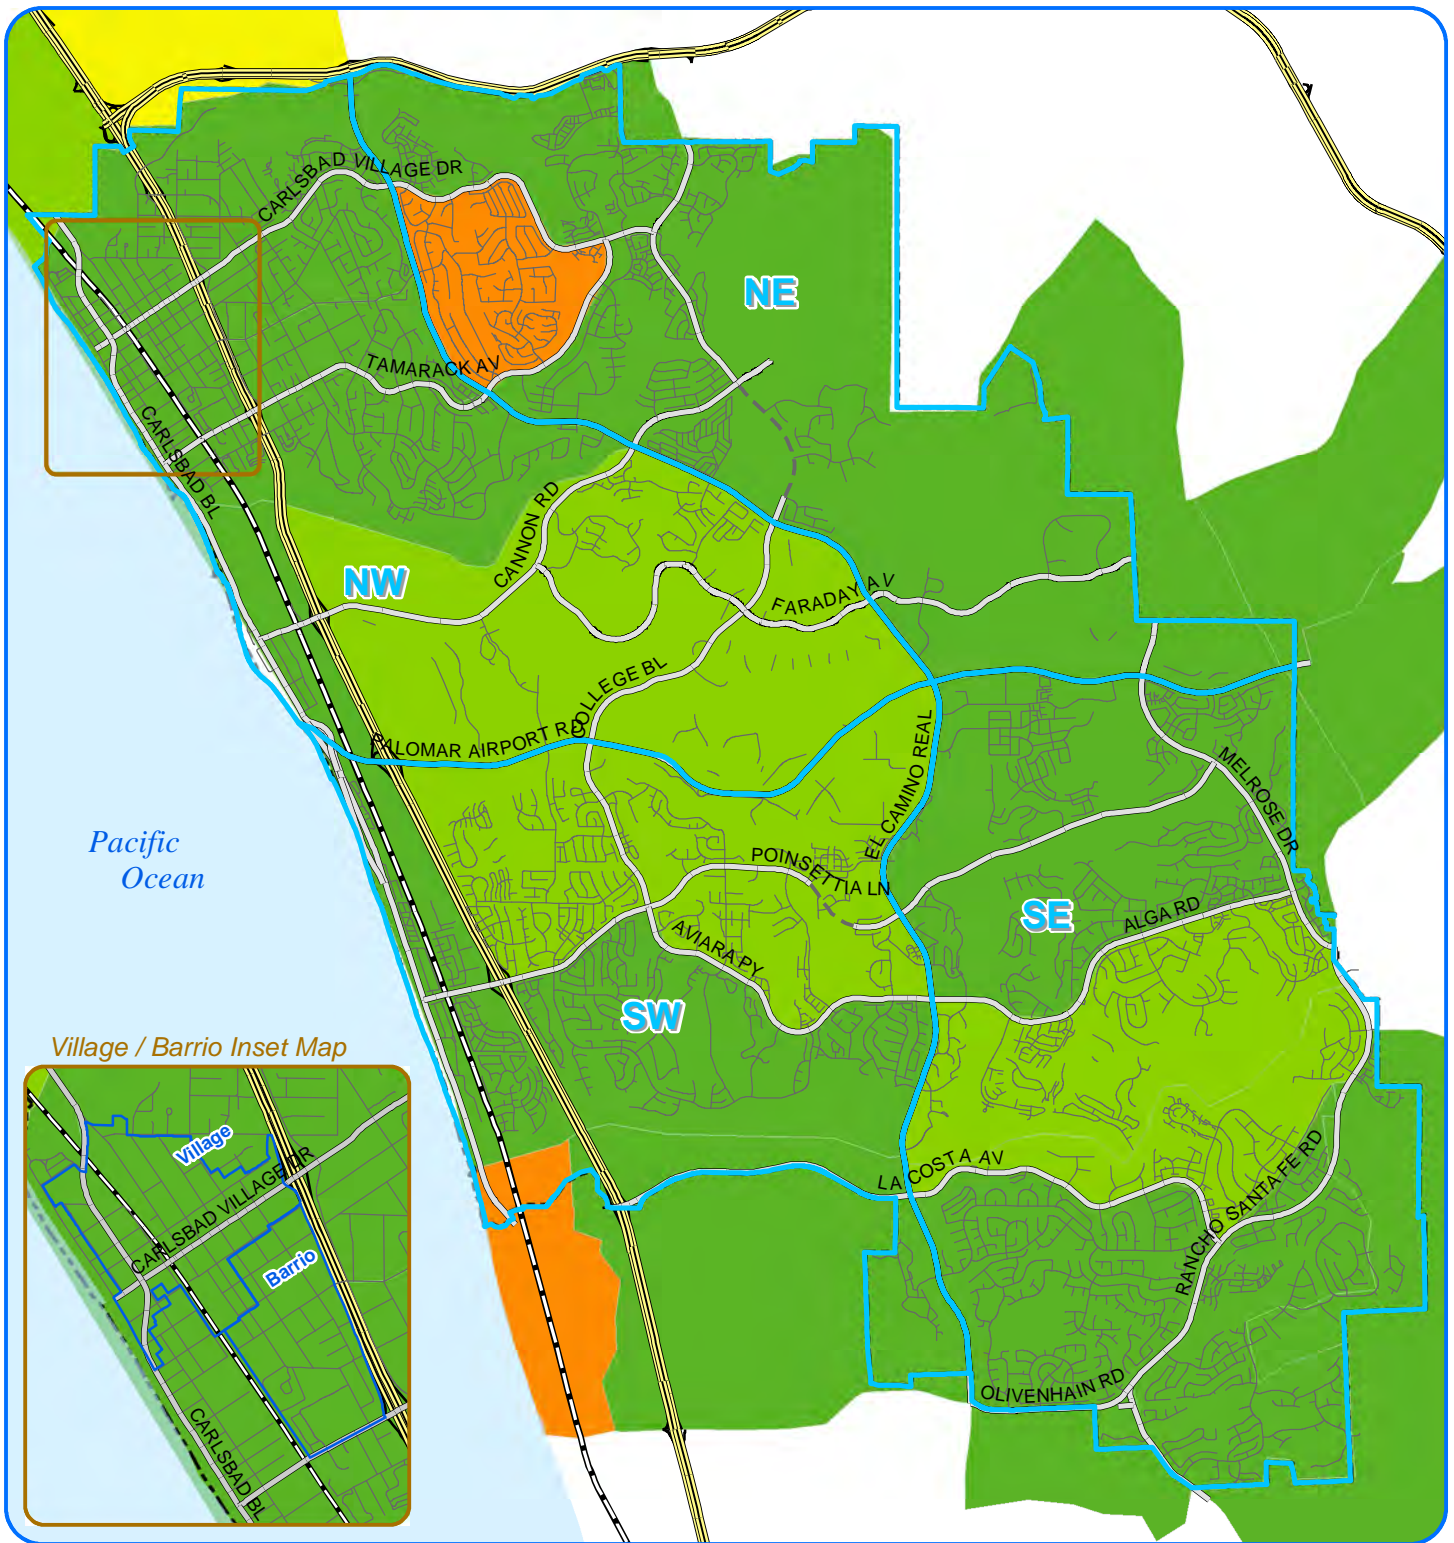 CARLSBAD VILLAGE DR
NE
TAMARACK AV
CARLSBAD BL
CANNON RD
NW
FARADAY AV
COLLEGE BL
PALOMAR AIRPORT RD
EL CAMINO REAL
MELROSE DR
Pacific
Ocean
POINSETTIA LN
SE
ALGA RD
AVIARA PY
SW
Village / Barrio Inset Map
Village
CARLSBAD VILLAGE DR
Barrio
CARLSBAD BL
LA COSTA AV
RANCHO SANTA FE RD
OLIVENHAIN RD